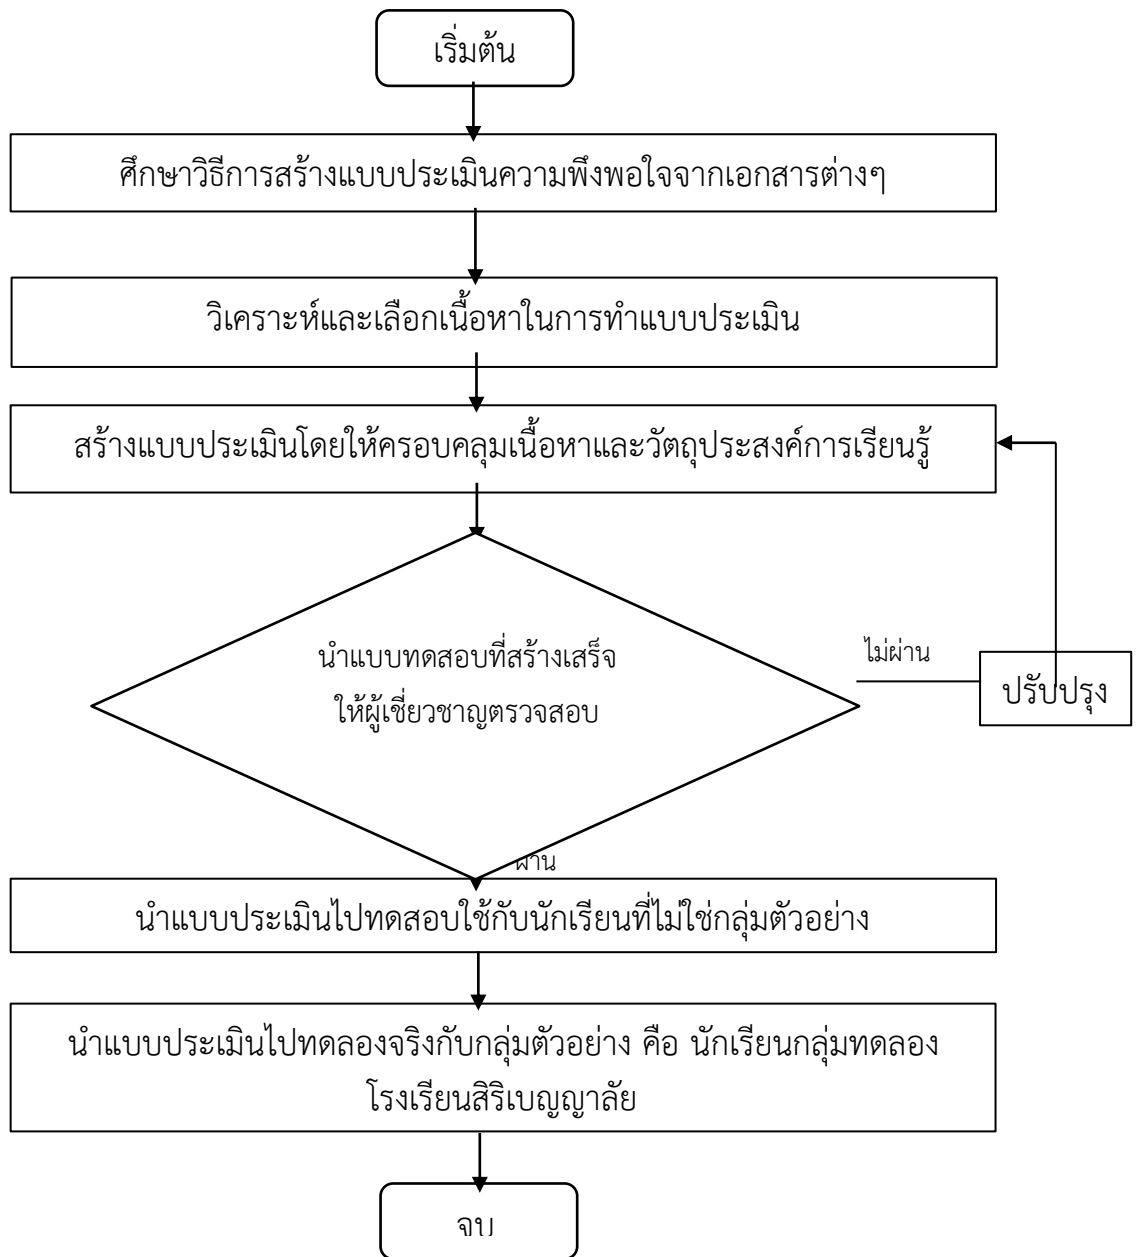 เริ่มต้น
ศึกษาวิธีการสร้างแบบประเมินความพึงพอใจจากเอกสารต่างๆ
วิเคราะห์และเลือกเนื้อหาในการทำแบบประเมิน
สร้างแบบประเมินโดยให้ครอบคลุมเนื้อหาและวัตถุประสงค์การเรียนรู้
นำแบบทดสอบที่สร้างเสร็จ
ให้ผู้เชี่ยวชาญตรวจสอบ
ไม่ผ่าน
ปรับปรุง
ผ่าน
นำแบบประเมินไปทดสอบใช้กับนักเรียนที่ไม่ใช่กลุ่มตัวอย่าง
นำแบบประเมินไปทดลองจริงกับกลุ่มตัวอย่าง คือ นักเรียนกลุ่มทดลอง
โรงเรียนสิริเบญญาลัย
จบ